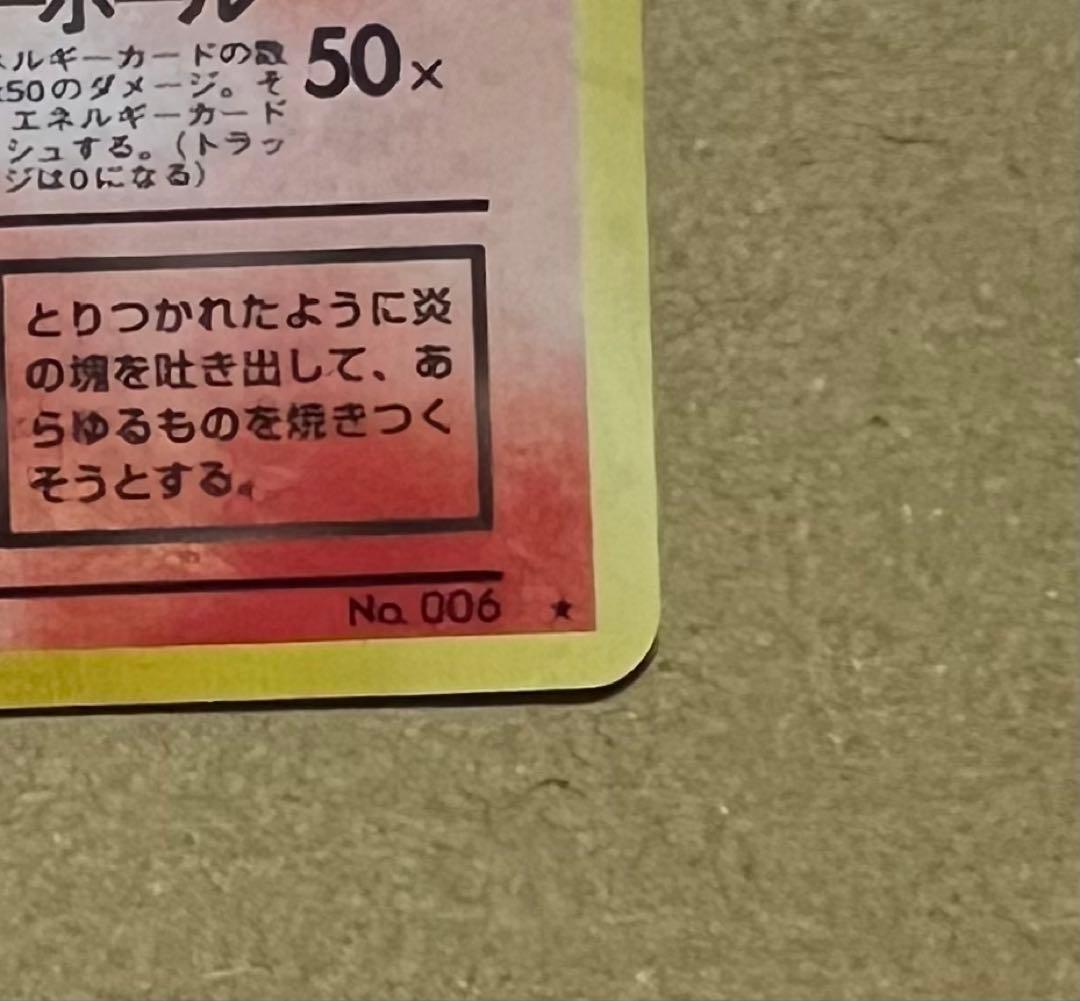 ーボール
ルギーカードの数
50のダメージ。そ
エネルギーカード
シュする。(トラッ
ジは0になる)
50×
とりつかれたように炎
の塊を吐き出して、あ
らゆるものを焼きつく
そうとする。
No. 006 ★